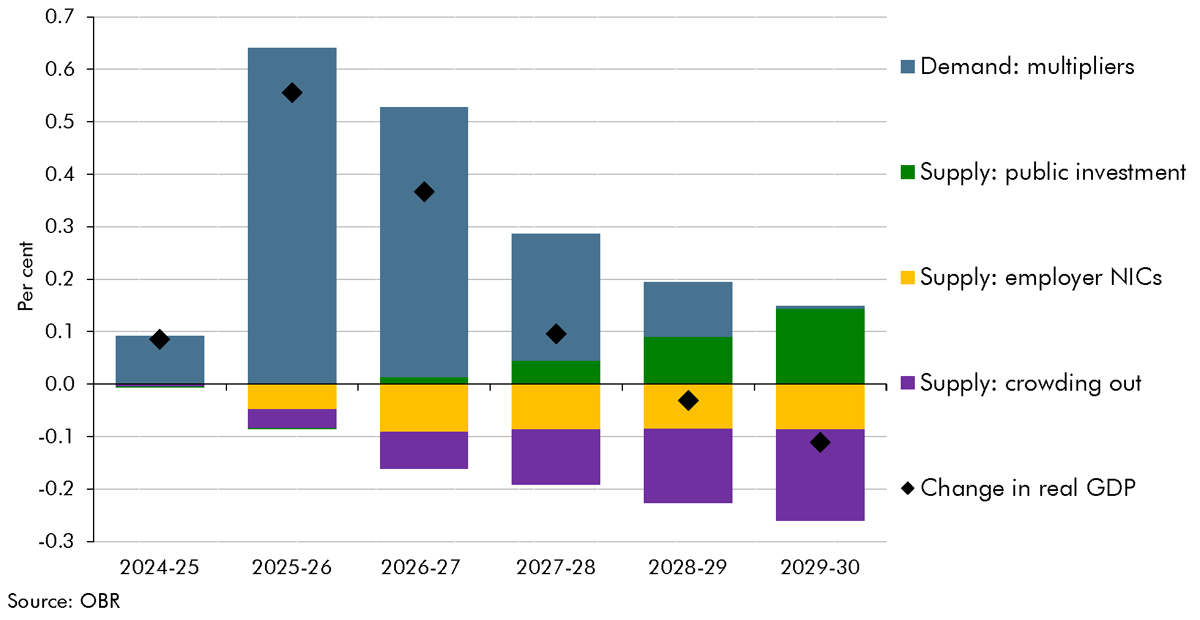 0.7
0.6
0.5
0.4
0.3
0.2
0.1
0.0
-0.1
-0.2
-0.3
Per cent
2024-25 2025-26 2026-27 2027-28 2028-29 2029-30
Demand: multipliers
Supply: public investment
Supply: employer NICs
Supply: crowding out
Change in real GDP
Source: OBR